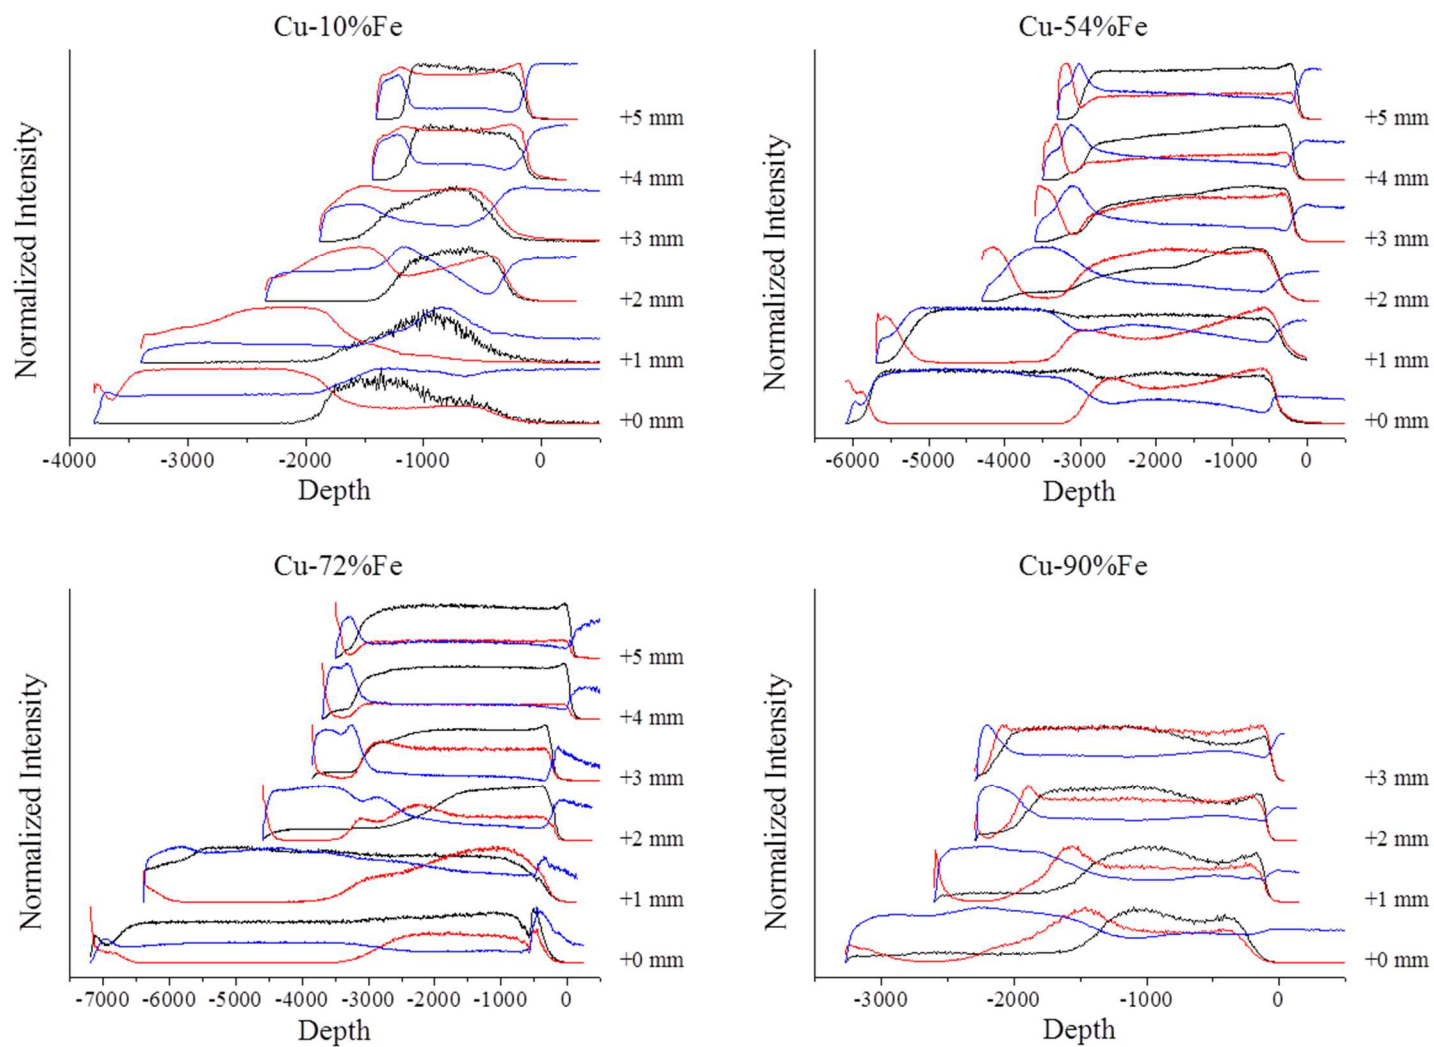 Cu-10%Fe
Normalized Intensity
+5 mm
+4 mm
+3 mm
+2 mm
+1 mm
+0 mm
-4000 -3000 -2000 -1000 0
Depth
Cu-54%Fe
Normalized Intensity
+5 mm
+4 mm
+3 mm
+2 mm
+1 mm
+0 mm
-6000 -5000 -4000 -3000 -2000 -1000 0
Depth
Cu-72%Fe
Normalized Intensity
+5 mm
+4 mm
+3 mm
+2 mm
+1 mm
+0 mm
-7000 -6000 -5000 -4000 -3000 -2000 -1000 0
Depth
Cu-90%Fe
Normalized Intensity
+3 mm
+2 mm
+1 mm
+0 mm
-3000 -2000 -1000 0
Depth